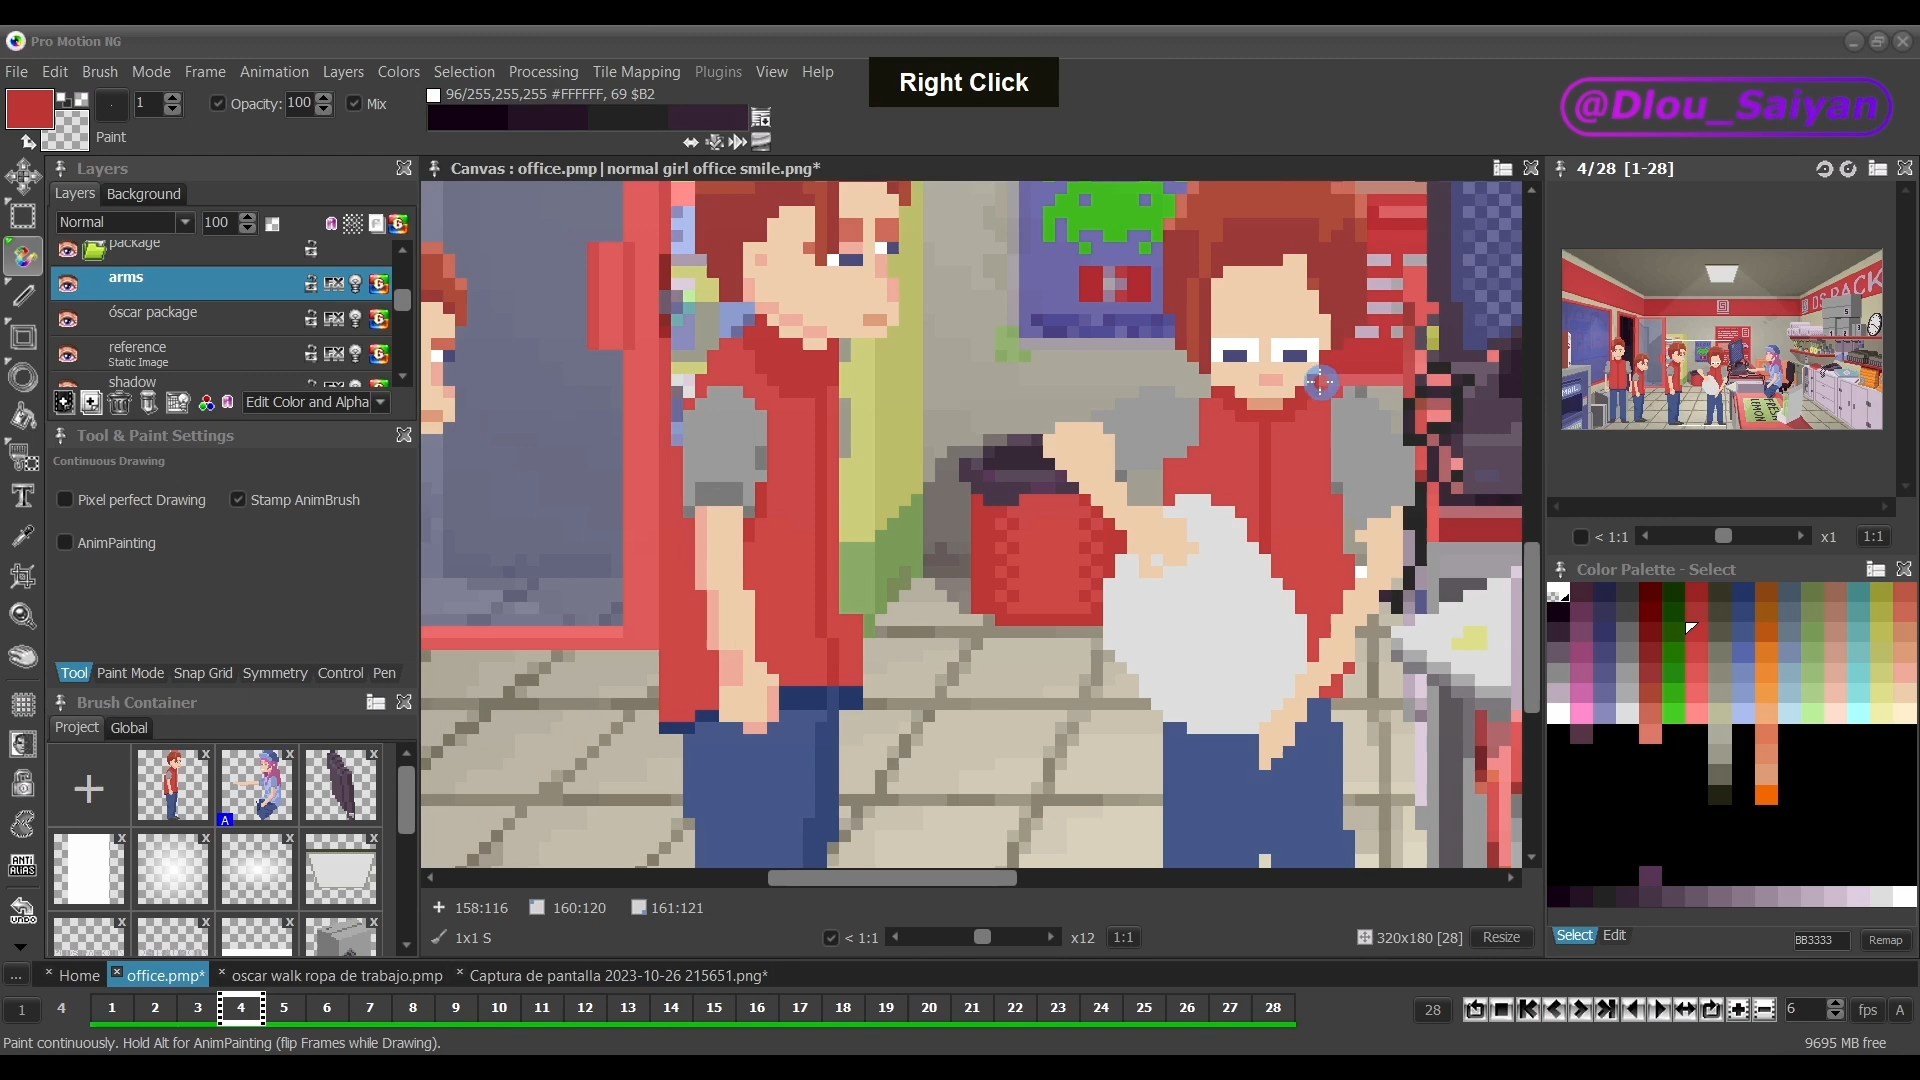 Pro Motion NG
File Edit Brush Mode Frame Animation Layers Colors Selection Processing Tile Mapping Plugins View Help
Right Click
@Dlou_Saiyan
1 Opacity: 100 Mix
96/255,255,255 #FFFFFF, 69 $B2
Paint
Layers
Layers Background
Normal 100
package
arms
óscar package
reference
Static Image
shadow
Edit Color and Alpha
Tool & Paint Settings
Continuous Drawing
Pixel perfect Drawing Stamp AnimBrush
AnimPainting
Tool Paint Mode Snap Grid Symmetry Control Pen
Brush Container
Project Global
A
ANTI ALIAS
UNDO
Canvas : office.pmp|normal girl office smile.png*
158:116 160:120 161:121
1x1 S < 1:1 x12 1:1 320x180 [28] Resize
4/28 [1-28]
< 1:1 x1 1:1
Color Palette - Select
Select Edit BB3333 Remap
... Home office.pmp* oscar walk ropa de trabajo.pmp Captura de pantalla 2023-10-26 215651.png*
1 4 1 2 3 4 5 6 7 8 9 10 11 12 13 14 15 16 17 18 19 20 21 22 23 24 25 26 27 28 28 6 fps A
Paint continuously. Hold Alt for AnimPainting (flip Frames while Drawing). 9695 MB free